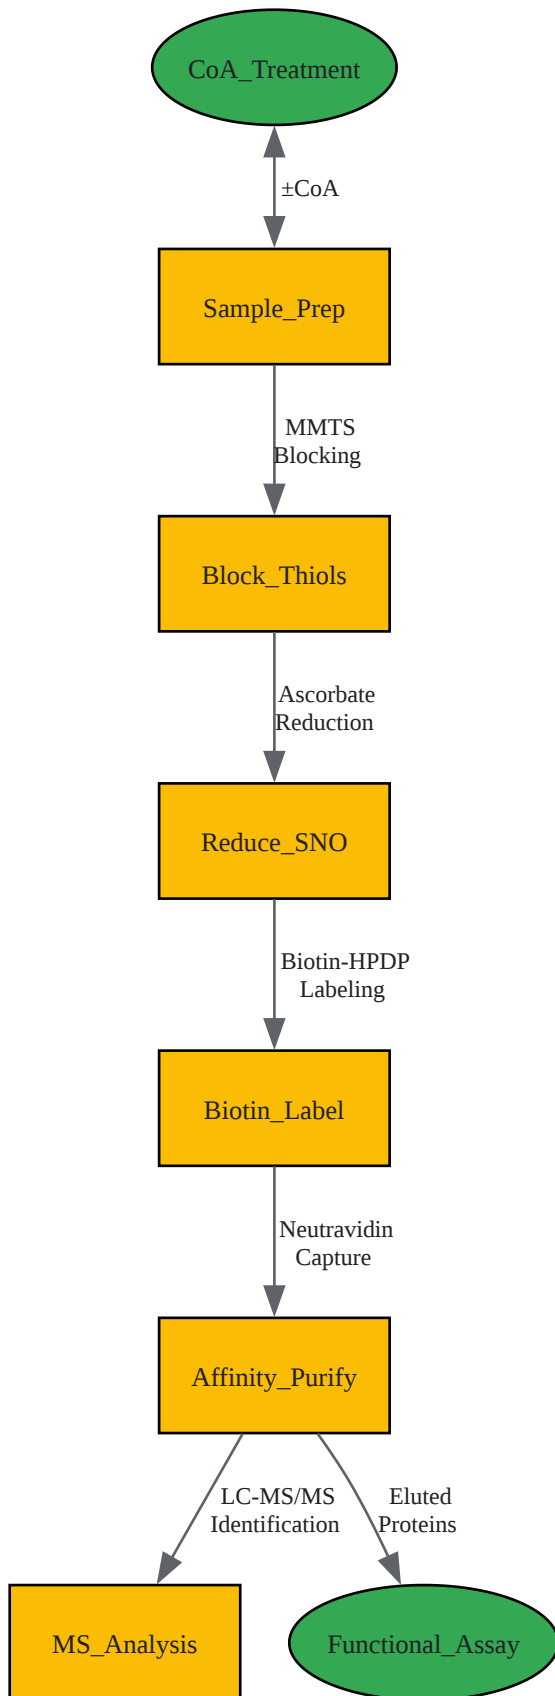 CoA_Treatment
±CoA
Sample_Prep
MMTS
Blocking
Block_Thiols
Ascorbate
Reduction
Reduce_SNO
Biotin-HPDP
Labeling
Biotin_Label
Neutravidin
Capture
Affinity_Purify
LC-MS/MS
Identification
Eluted
Proteins
MS_Analysis
Functional_Assay